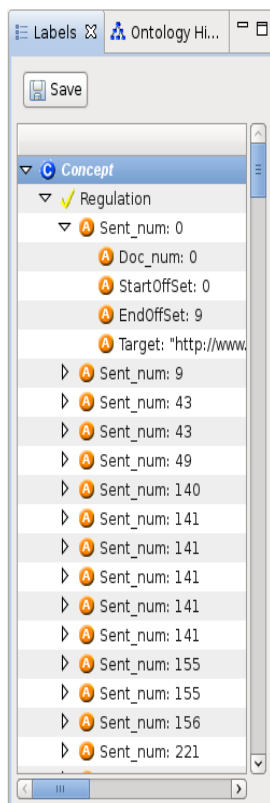 Labels Ontology Hi...
Save
C Concept
Regulation
A Sent_num: 0
A Doc_num: 0
A StartOffSet: 0
A EndOffSet: 9
A Target: "http://www.
A Sent_num: 9
A Sent_num: 43
A Sent_num: 43
A Sent_num: 49
A Sent_num: 140
A Sent_num: 141
A Sent_num: 141
A Sent_num: 141
A Sent_num: 141
A Sent_num: 141
A Sent_num: 155
A Sent_num: 155
A Sent_num: 156
A Sent_num: 221